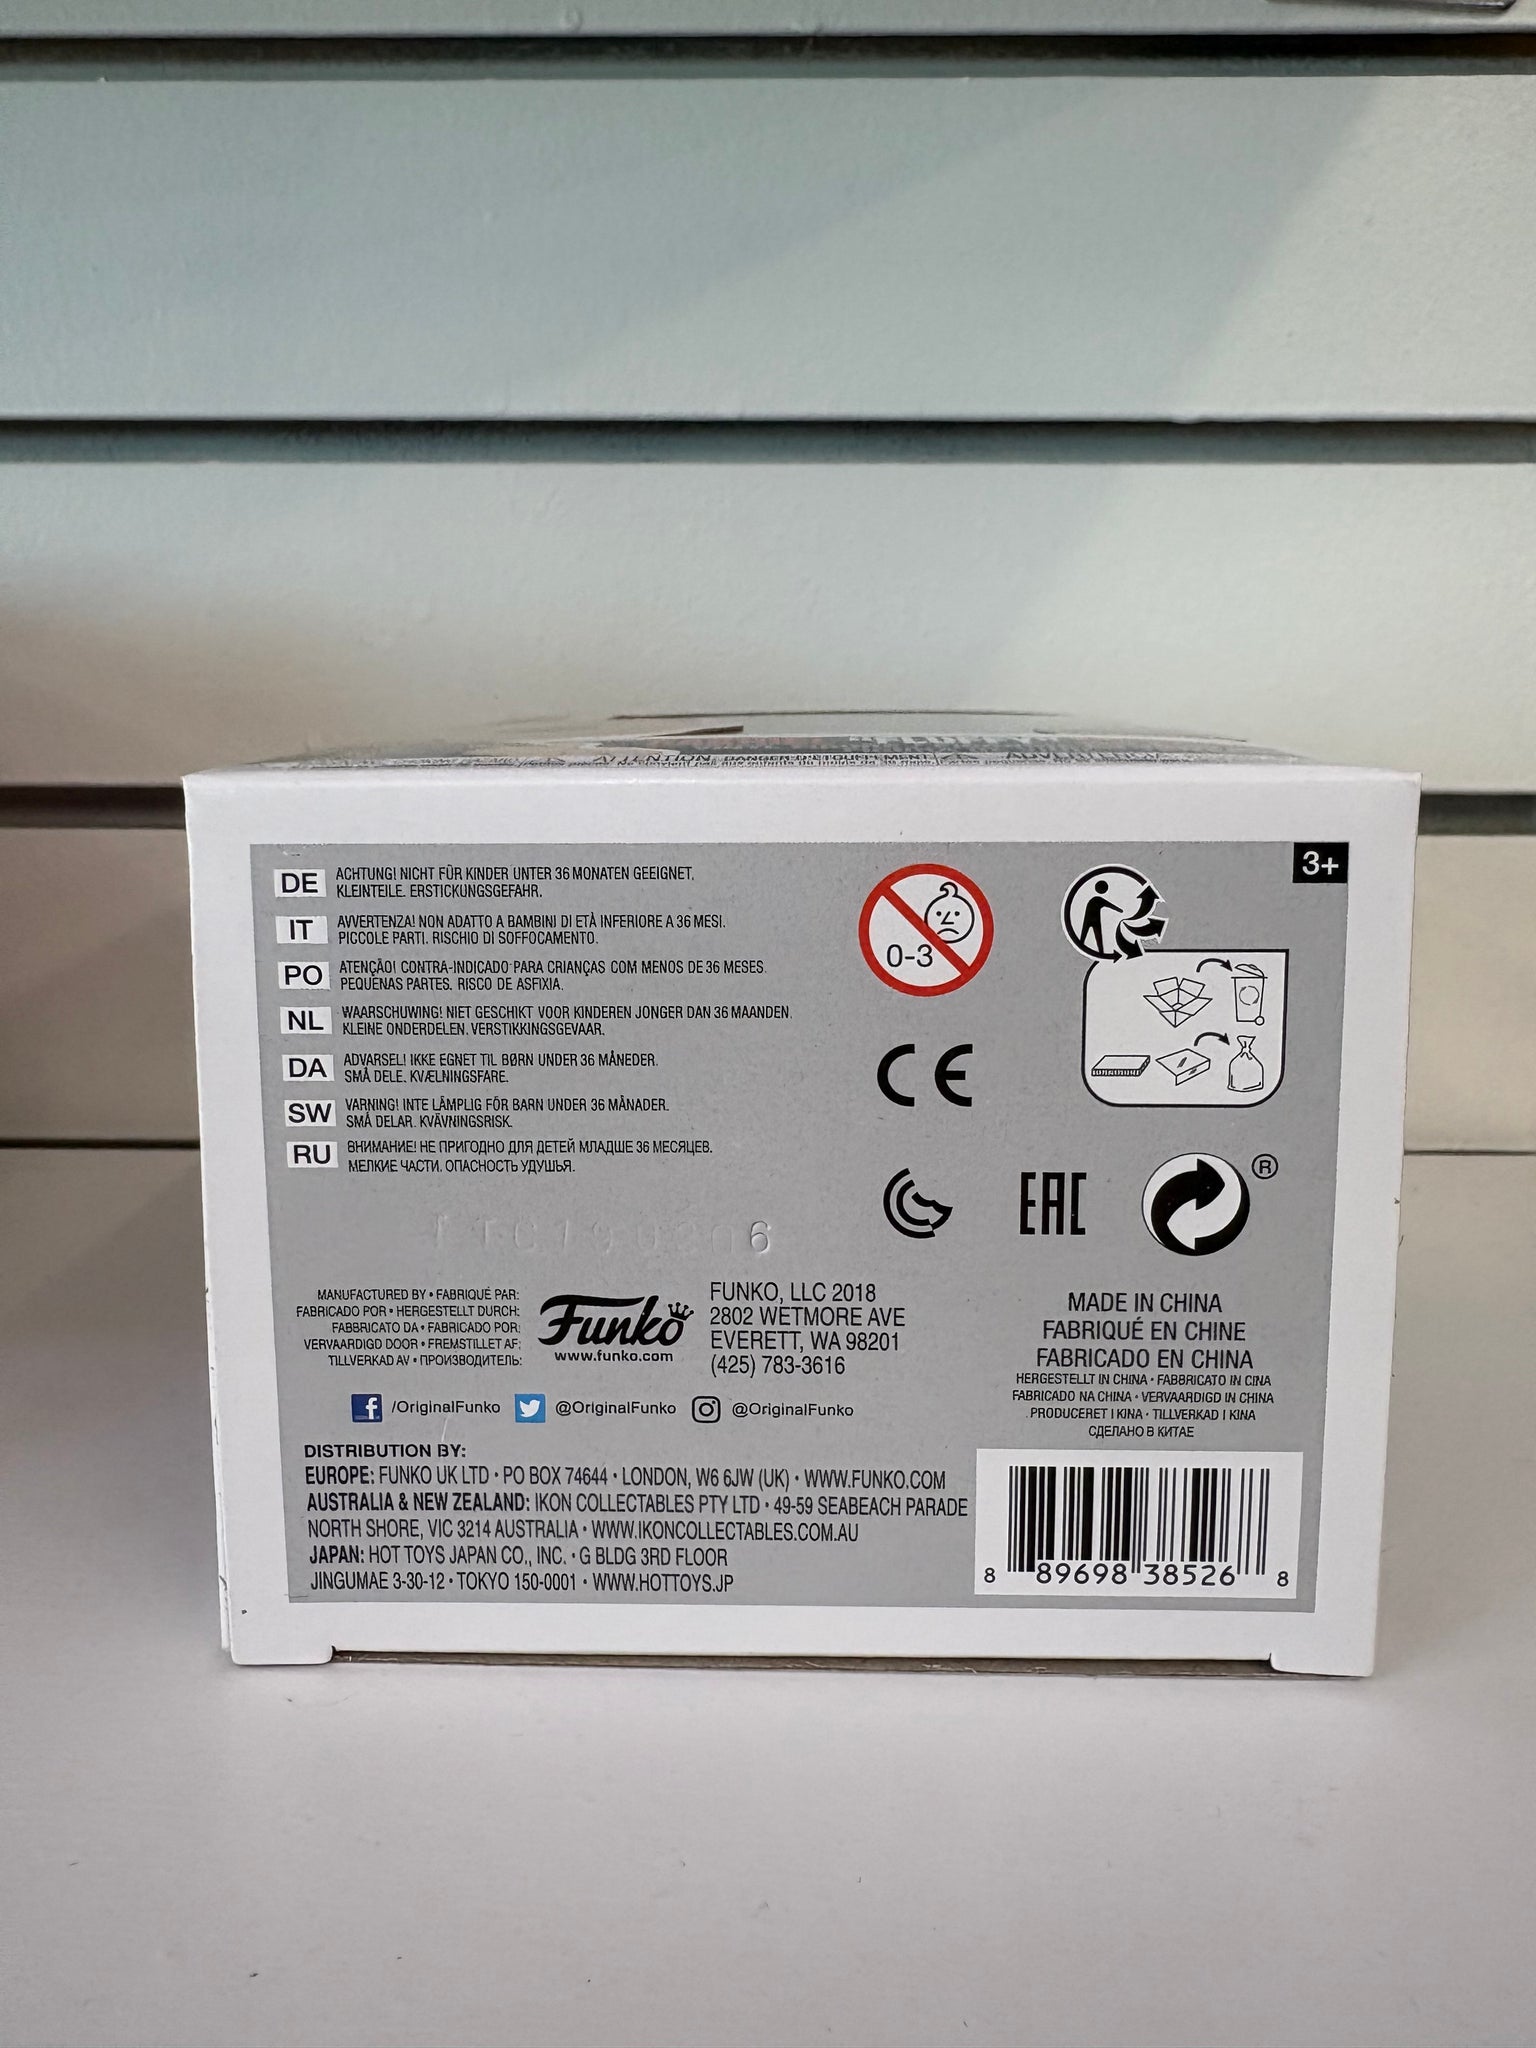 ATTENTION
3+
DE ACHTUNG! NICHT FÜR KINDER UNTER 36 MONATEN GEEIGNET.
KLEINTEILE. ERSTICKUNGSGEFAHR.
IT AVVERTENZA! NON ADATTO A BAMBINI DI ETÀ INFERIORE A 36 MESI.
PICCOLE PARTI. RISCHIO DI SOFFOCAMENTO.
PO ATENÇÃO! CONTRA-INDICADO PARA CRIANÇAS COM MENOS DE 36 MESES.
PEQUENAS PARTES. RISCO DE ASFIXIA.
NL WAARSCHUWING! NIET GESCHIKT VOOR KINDEREN JONGER DAN 36 MAANDEN.
KLEINE ONDERDELEN. VERSTIKKINGSGEVAAR.
DA ADVARSEL! IKKE EGNET TIL BØRN UNDER 36 MÅNEDER.
SMÅ DELE. KVÆLNINGSFARE.
SW VARNING! INTE LÄMPLIG FÖR BARN UNDER 36 MÅNADER.
SMÅ DELAR. KVÄVNINGSRISK.
RU ВНИМАНИЕ! НЕ ПРИГОДНО ДЛЯ ДЕТЕЙ МЛАДШЕ 36 МЕСЯЦЕВ.
МЕЛКИЕ ЧАСТИ. ОПАСНОСТЬ УДУШЬЯ.
0-3
CE
EAC
®
MANUFACTURED BY • FABRIQUÉ PAR:
FABRICADO POR • HERGESTELLT DURCH:
FABBRICATO DA • FABRICADO POR:
VERVAARDIGD DOOR • FREMSTILLET AF:
TILLVERKAD AV • ПРОИЗВОДИТЕЛЬ:
Funko
www.funko.com
FUNKO, LLC 2018
2802 WETMORE AVE
EVERETT, WA 98201
(425) 783-3616
/OriginalFunko @OriginalFunko @OriginalFunko
MADE IN CHINA
FABRIQUÉ EN CHINE
FABRICADO EN CHINA
HERGESTELLT IN CHINA • FABBRICATO IN CINA
FABRICADO NA CHINA • VERVAARDIGD IN CHINA
PRODUCERET I KINA • TILLVERKAD I KINA
СДЕЛАНО В КИТАЕ
DISTRIBUTION BY:
EUROPE: FUNKO UK LTD • PO BOX 74644 • LONDON, W6 6JW (UK) • WWW.FUNKO.COM
AUSTRALIA & NEW ZEALAND: IKON COLLECTABLES PTY LTD • 49-59 SEABEACH PARADE
NORTH SHORE, VIC 3214 AUSTRALIA • WWW.IKONCOLLECTABLES.COM.AU
JAPAN: HOT TOYS JAPAN CO., INC. • G BLDG 3RD FLOOR
JINGUMAE 3-30-12 • TOKYO 150-0001 • WWW.HOTTOYS.JP
8 89698 38526 8